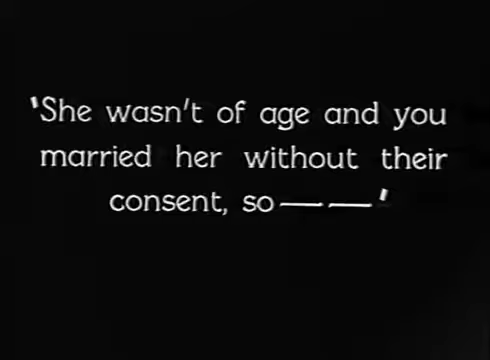 'She wasn't of age and you
married her without their
consent, so — — '